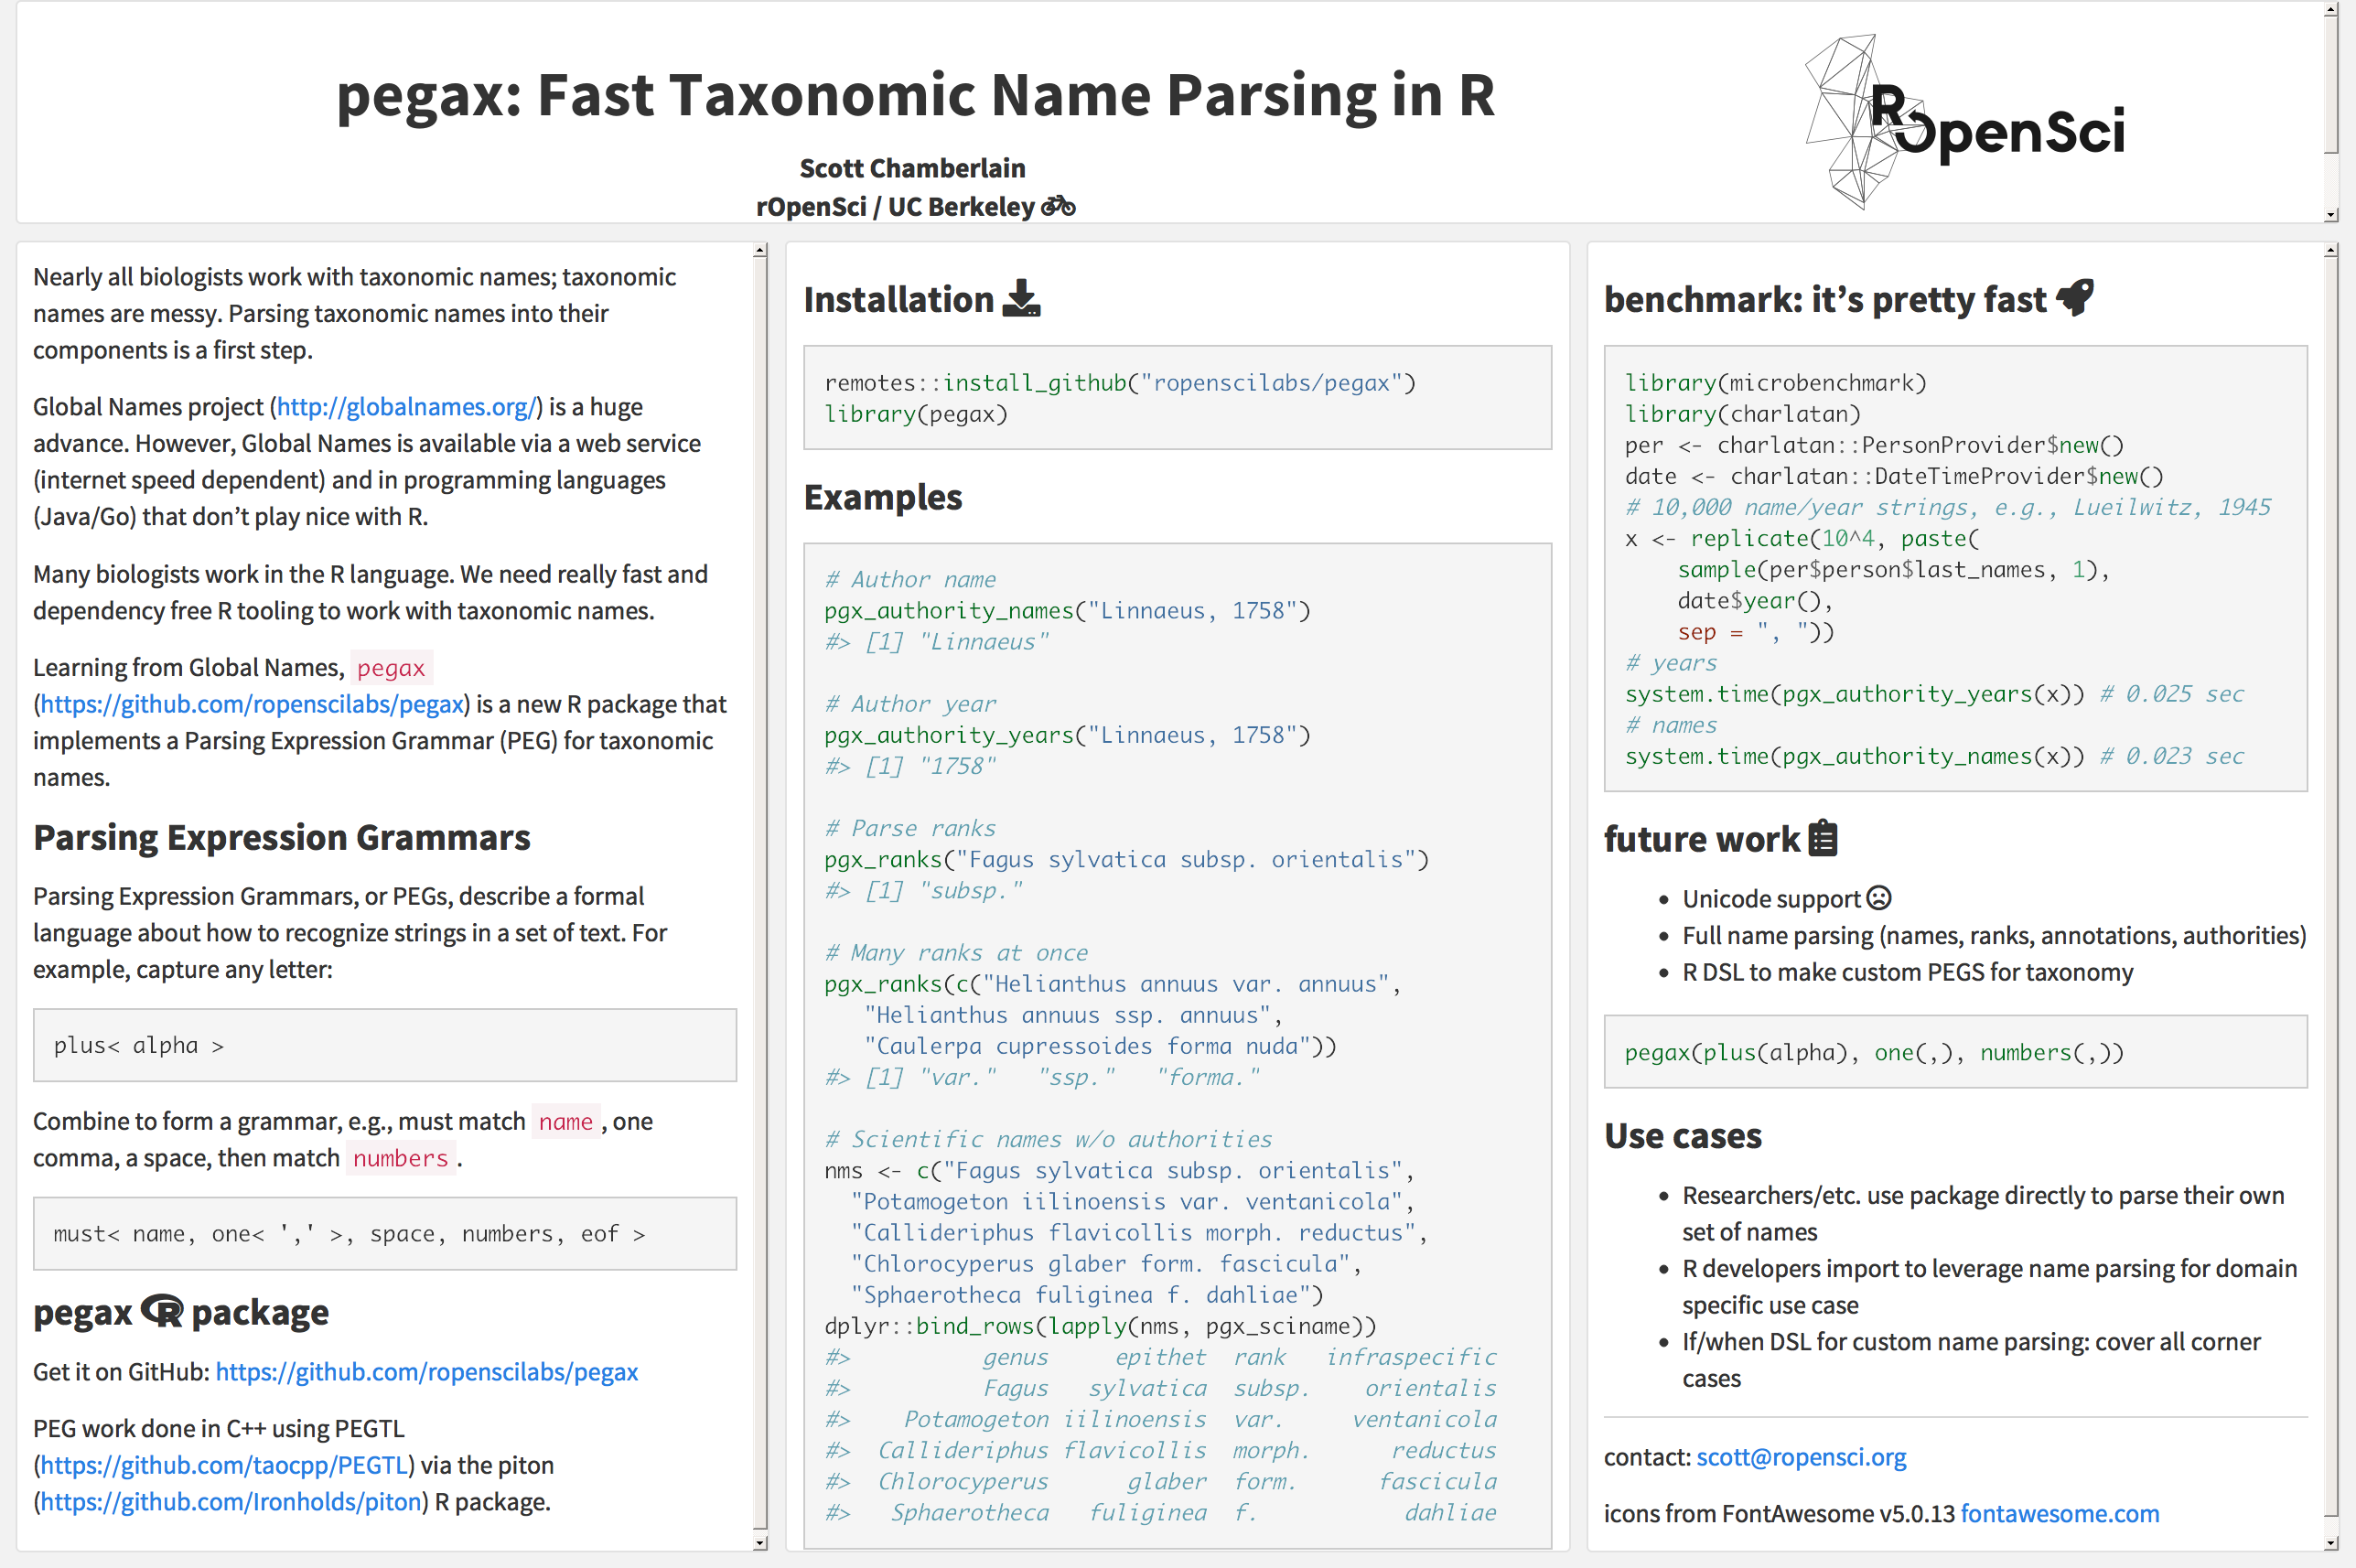 pegax: Fast Taxonomic Name Parsing in R
Scott Chamberlain
rOpenSci / UC Berkeley
ROpenSci
Nearly all biologists work with taxonomic names; taxonomic
names are messy. Parsing taxonomic names into their
components is a first step.
Global Names project (http://globalnames.org/) is a huge
advance. However, Global Names is available via a web service
(internet speed dependent) and in programming languages
(Java/Go) that don’t play nice with R.
Many biologists work in the R language. We need really fast and
dependency free R tooling to work with taxonomic names.
Learning from Global Names, pegax
(https://github.com/ropenscilabs/pegax) is a new R package that
implements a Parsing Expression Grammar (PEG) for taxonomic
names.
Parsing Expression Grammars
Parsing Expression Grammars, or PEGs, describe a formal
language about how to recognize strings in a set of text. For
example, capture any letter:
plus< alpha >
Combine to form a grammar, e.g., must match name , one
comma, a space, then match numbers .
must< name, one< ',' >, space, numbers, eof >
pegax R package
Get it on GitHub: https://github.com/ropenscilabs/pegax
PEG work done in C++ using PEGTL
(https://github.com/taocpp/PEGTL) via the piton
(https://github.com/Ironholds/piton) R package.
Installation
remotes::install_github("ropenscilabs/pegax")
library(pegax)
Examples
# Author name
pgx_authority_names("Linnaeus, 1758")
#> [1] "Linnaeus"
# Author year
pgx_authority_years("Linnaeus, 1758")
#> [1] "1758"
# Parse ranks
pgx_ranks("Fagus sylvatica subsp. orientalis")
#> [1] "subsp."
# Many ranks at once
pgx_ranks(c("Helianthus annuus var. annuus",
"Helianthus annuus ssp. annuus",
"Caulerpa cupressoides forma nuda"))
#> [1] "var." "ssp." "forma."
# Scientific names w/o authorities
nms <- c("Fagus sylvatica subsp. orientalis",
"Potamogeton iilinoensis var. ventanicola",
"Callideriphus flavicollis morph. reductus",
"Chlorocyperus glaber form. fascicula",
"Sphaerotheca fuliginea f. dahliae")
dplyr::bind_rows(lapply(nms, pgx_sciname))
#> genus epithet rank infraspecific
#> Fagus sylvatica subsp. orientalis
#> Potamogeton iilinoensis var. ventanicola
#> Callideriphus flavicollis morph. reductus
#> Chlorocyperus glaber form. fascicula
#> Sphaerotheca fuliginea f. dahliae
benchmark: it’s pretty fast
library(microbenchmark)
library(charlatan)
per <- charlatan::PersonProvider$new()
date <- charlatan::DateTimeProvider$new()
# 10,000 name/year strings, e.g., Lueilwitz, 1945
x <- replicate(10^4, paste(
sample(per$person$last_names, 1),
date$year(),
sep = ", "))
# years
system.time(pgx_authority_years(x)) # 0.025 sec
# names
system.time(pgx_authority_names(x)) # 0.023 sec
future work
• Unicode support
• Full name parsing (names, ranks, annotations, authorities)
• R DSL to make custom PEGS for taxonomy
pegax(plus(alpha), one(,), numbers(,))
Use cases
• Researchers/etc. use package directly to parse their own
set of names
• R developers import to leverage name parsing for domain
specific use case
• If/when DSL for custom name parsing: cover all corner
cases
contact: scott@ropensci.org
icons from FontAwesome v5.0.13 fontawesome.com